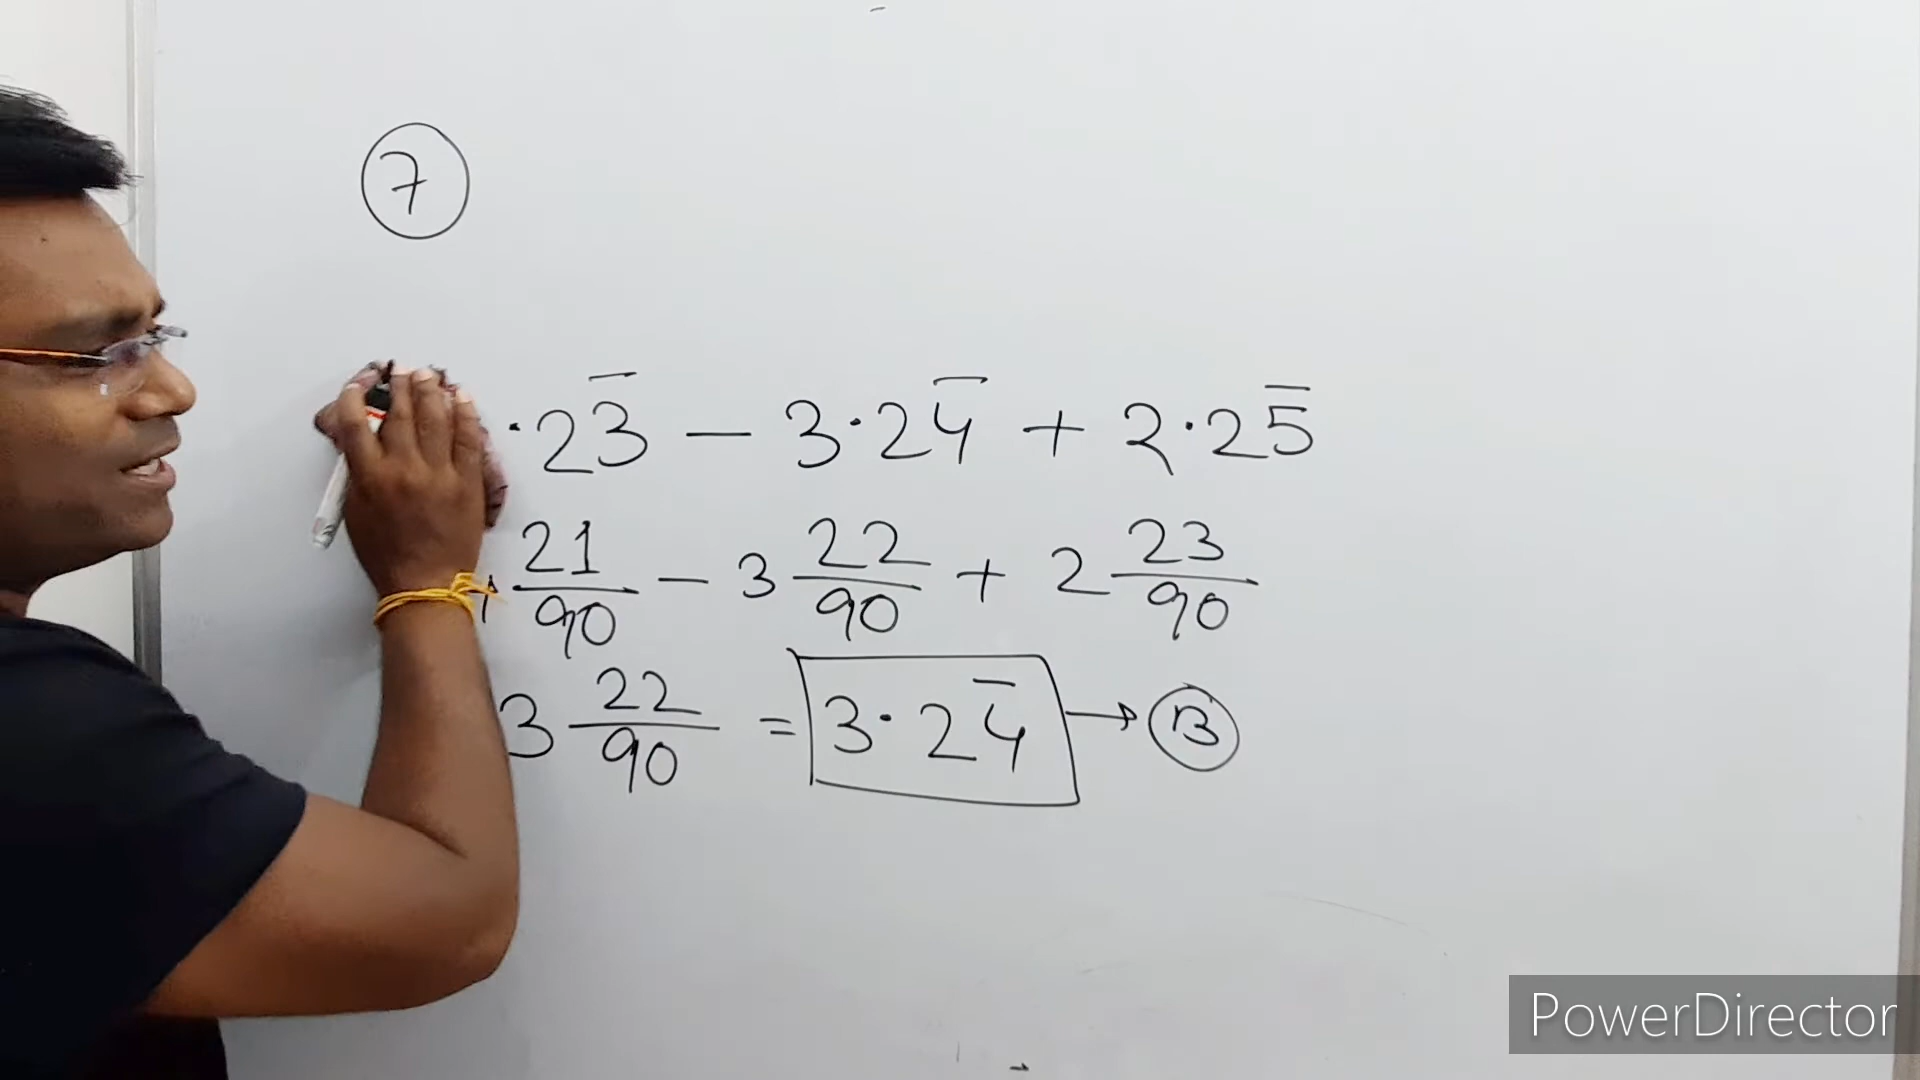 7
.23̅ − 3.24̅ + 2.25̅
21/90 − 3 22/90 + 2 23/90
3 22/90 = 3.24̅ → B
PowerDirector